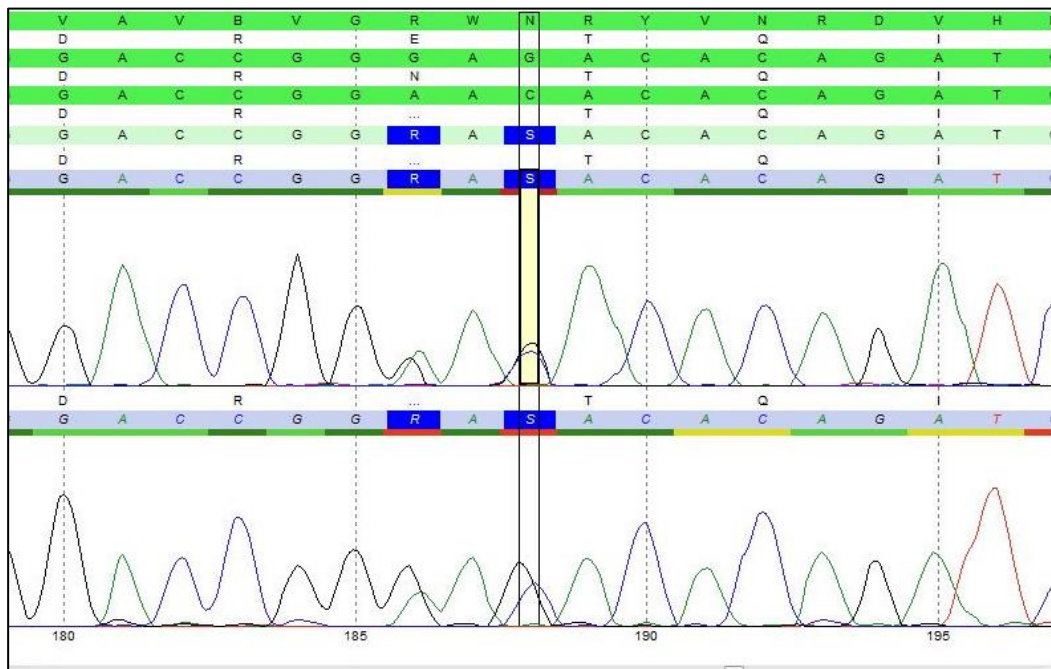 V A V B V G R W N R Y V N R D V H
D R E T Q I
G A C C G G G A G A C A C A G A T
D R N T Q I
G A C C G G A A C A C A C A G A T
D R ... T Q I
G A C C G G R A S A C A C A G A T
D R ... T Q I
G A C C G G R A S A C A C A G A T
D R ... T Q I
G A C C G G R A S A C A C A G A T
180 185 190 195